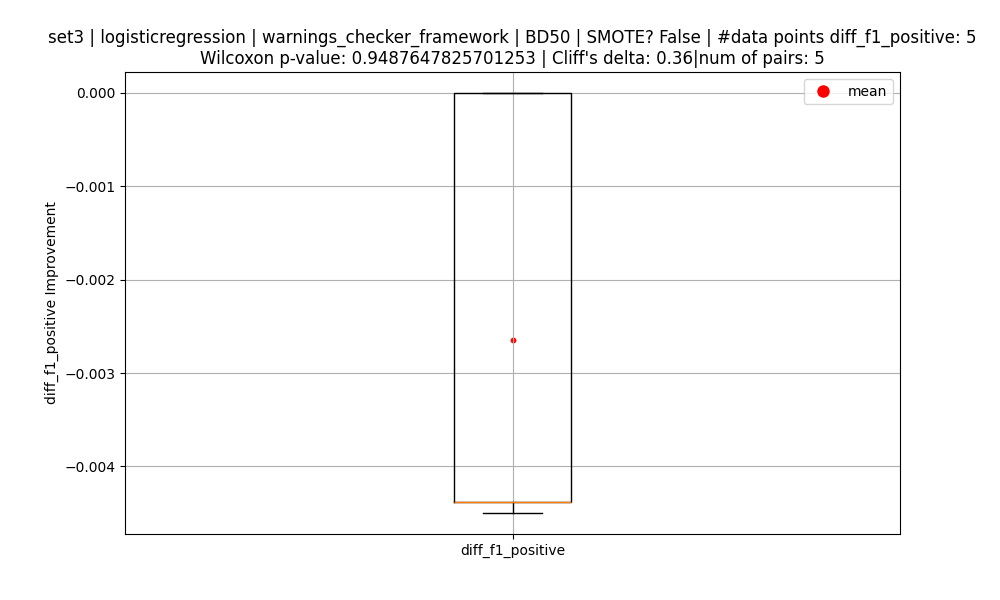 set3 | logisticregression | warnings_checker_framework | BD50 | SMOTE? False | #data points diff_f1_positive: 5
Wilcoxon p-value: 0.9487647825701253 | Cliff's delta: 0.36|num of pairs: 5
mean
0.000
−0.001
−0.002
−0.003
−0.004
diff_f1_positive Improvement
diff_f1_positive